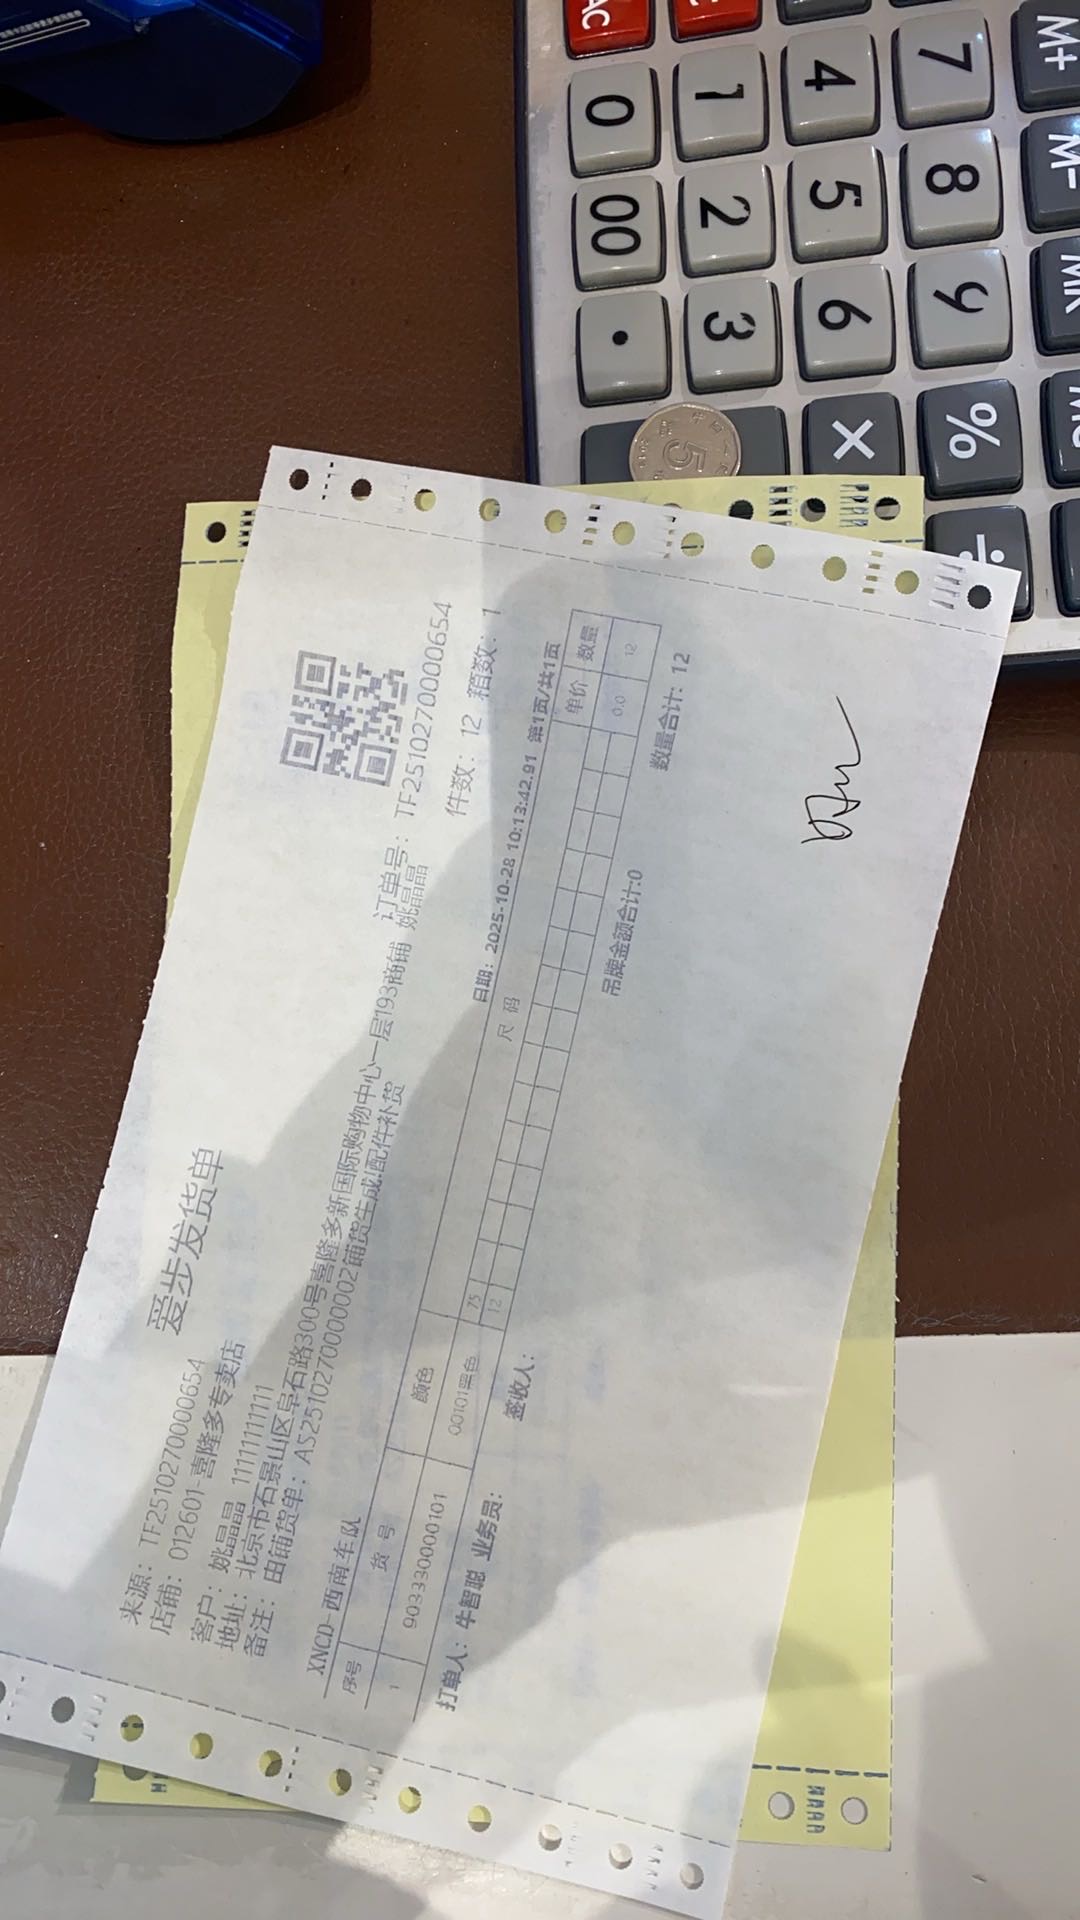 爱步发货单
来源：TF2510270000654
店铺：012601-喜隆多专卖店
订单号：TF2510270000654
客户：姚晶晶 11111111111
姚晶晶
地址：北京市石景山区阜石路300号喜隆多新国际购物中心一层193商铺
件数：12 箱数：1
备注：由铺货单：AS2510270000002铺货生成!配件补货
XNCD-西南车队
日期：2025-10-28 10:13:42.91 第1页/共1页
序号 货号 颜色 尺码 单价 数量
75
1 903330000101 00101黑色 12 0.0 12
打单人：牛智聪 业务员： 签收人： 吊牌金额合计:0 数量合计：12
AC
0 1 4 7 M+
00 2 5 8 M-
. 3 6 9
× %
÷
5